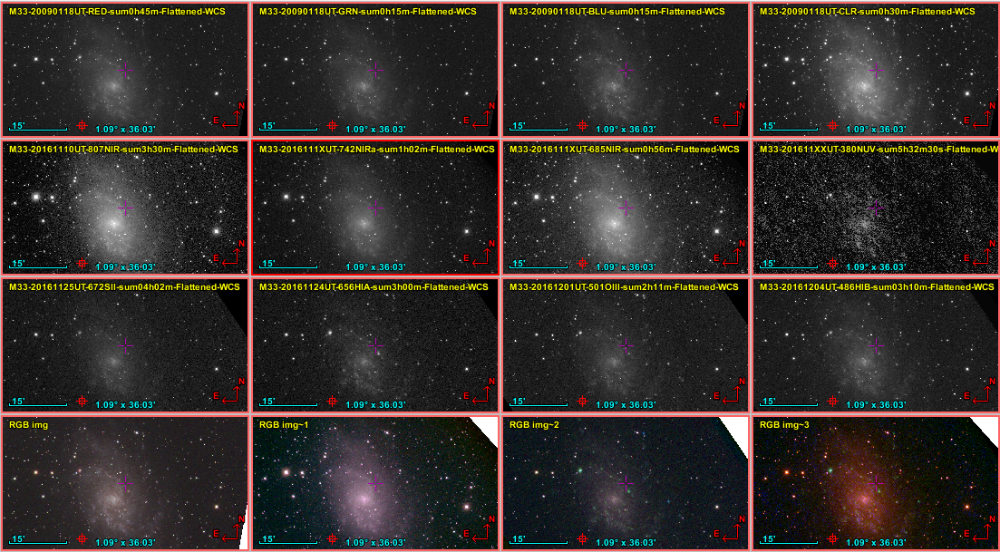 M33-20090118UT-RED-sum0h45m-Flattened-WCS
N
E
15'
1.09° x 36.03'
M33-20090118UT-GRN-sum0h15m-Flattened-WCS
N
E
15'
1.09° x 36.03'
M33-20090118UT-BLU-sum0h15m-Flattened-WCS
N
E
15'
1.09° x 36.03'
M33-20090118UT-CLR-sum0h30m-Flattened-WCS
N
E
15'
1.09° x 36.03'
M33-20161110UT-807NIR-sum3h30m-Flattened-WCS
N
E
15'
1.09° x 36.03'
M33-2016111XUT-742NIRa-sum1h02m-Flattened-WCS
N
E
15'
1.09° x 36.03'
M33-2016111XUT-685NIR-sum0h56m-Flattened-WCS
N
E
15'
1.09° x 36.03'
M33-201611XXUT-380NUV-sum5h32m30s-Flattened-W
N
E
15'
1.09° x 36.03'
M33-20161125UT-672SII-sum04h02m-Flattened-WCS
N
E
15'
1.09° x 36.03'
M33-20161124UT-656HIA-sum3h00m-Flattened-WCS
N
E
15'
1.09° x 36.03'
M33-20161201UT-501OIII-sum2h11m-Flattened-WCS
N
E
15'
1.09° x 36.03'
M33-20161204UT-486HIB-sum03h10m-Flattened-WCS
N
E
15'
1.09° x 36.03'
RGB img
N
E
15'
1.09° x 36.03'
RGB img~1
N
E
15'
1.09° x 36.03'
RGB img~2
N
E
15'
1.09° x 36.03'
RGB img~3
N
E
15'
1.09° x 36.03'